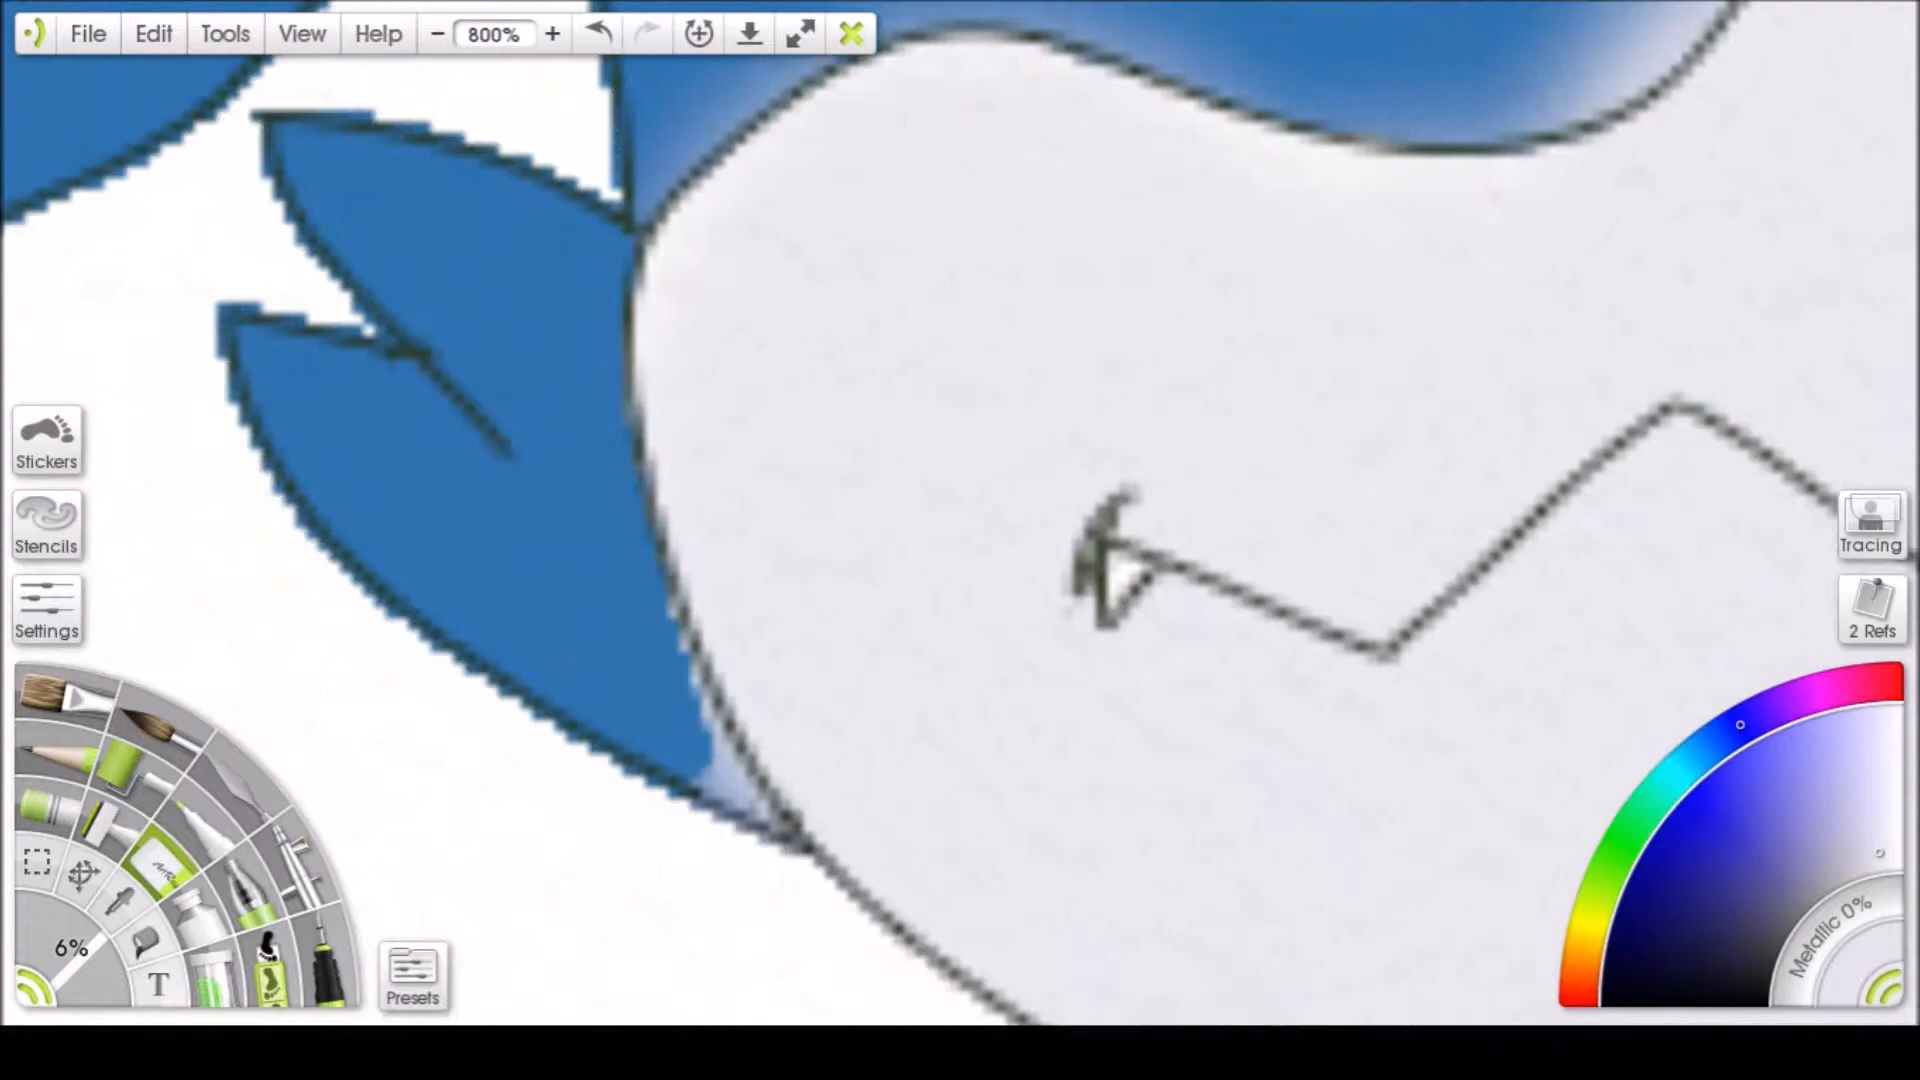 File Edit Tools View Help − 800% +
Stickers
Stencils
Settings
Tracing
2 Refs
Metallic 0%
6%
T
Presets